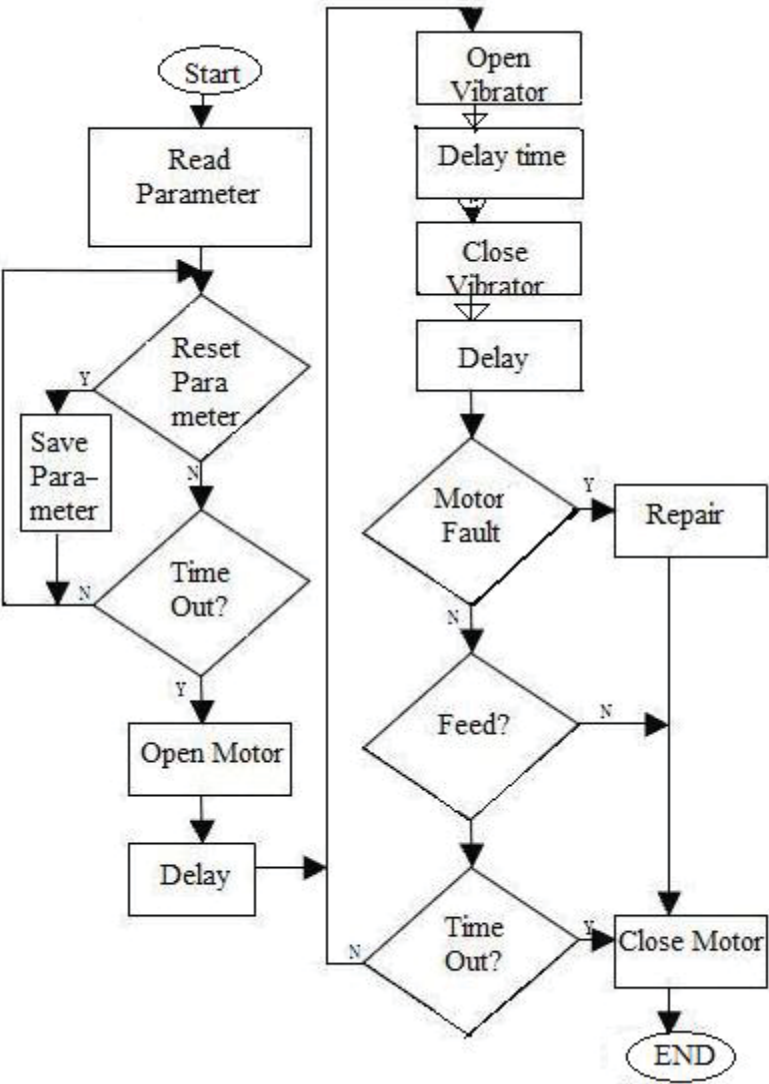 Start
Read
Parameter
Reset
Para
meter
Y
N
Save
Para–
meter
Time
Out?
N
Y
Open Motor
Delay
Open
Vibrator
Delay time
Close
Vibrator
Delay
Motor
Fault
Y
Repair
N
Feed?
N
Time
Out?
N
Y
Close Motor
END